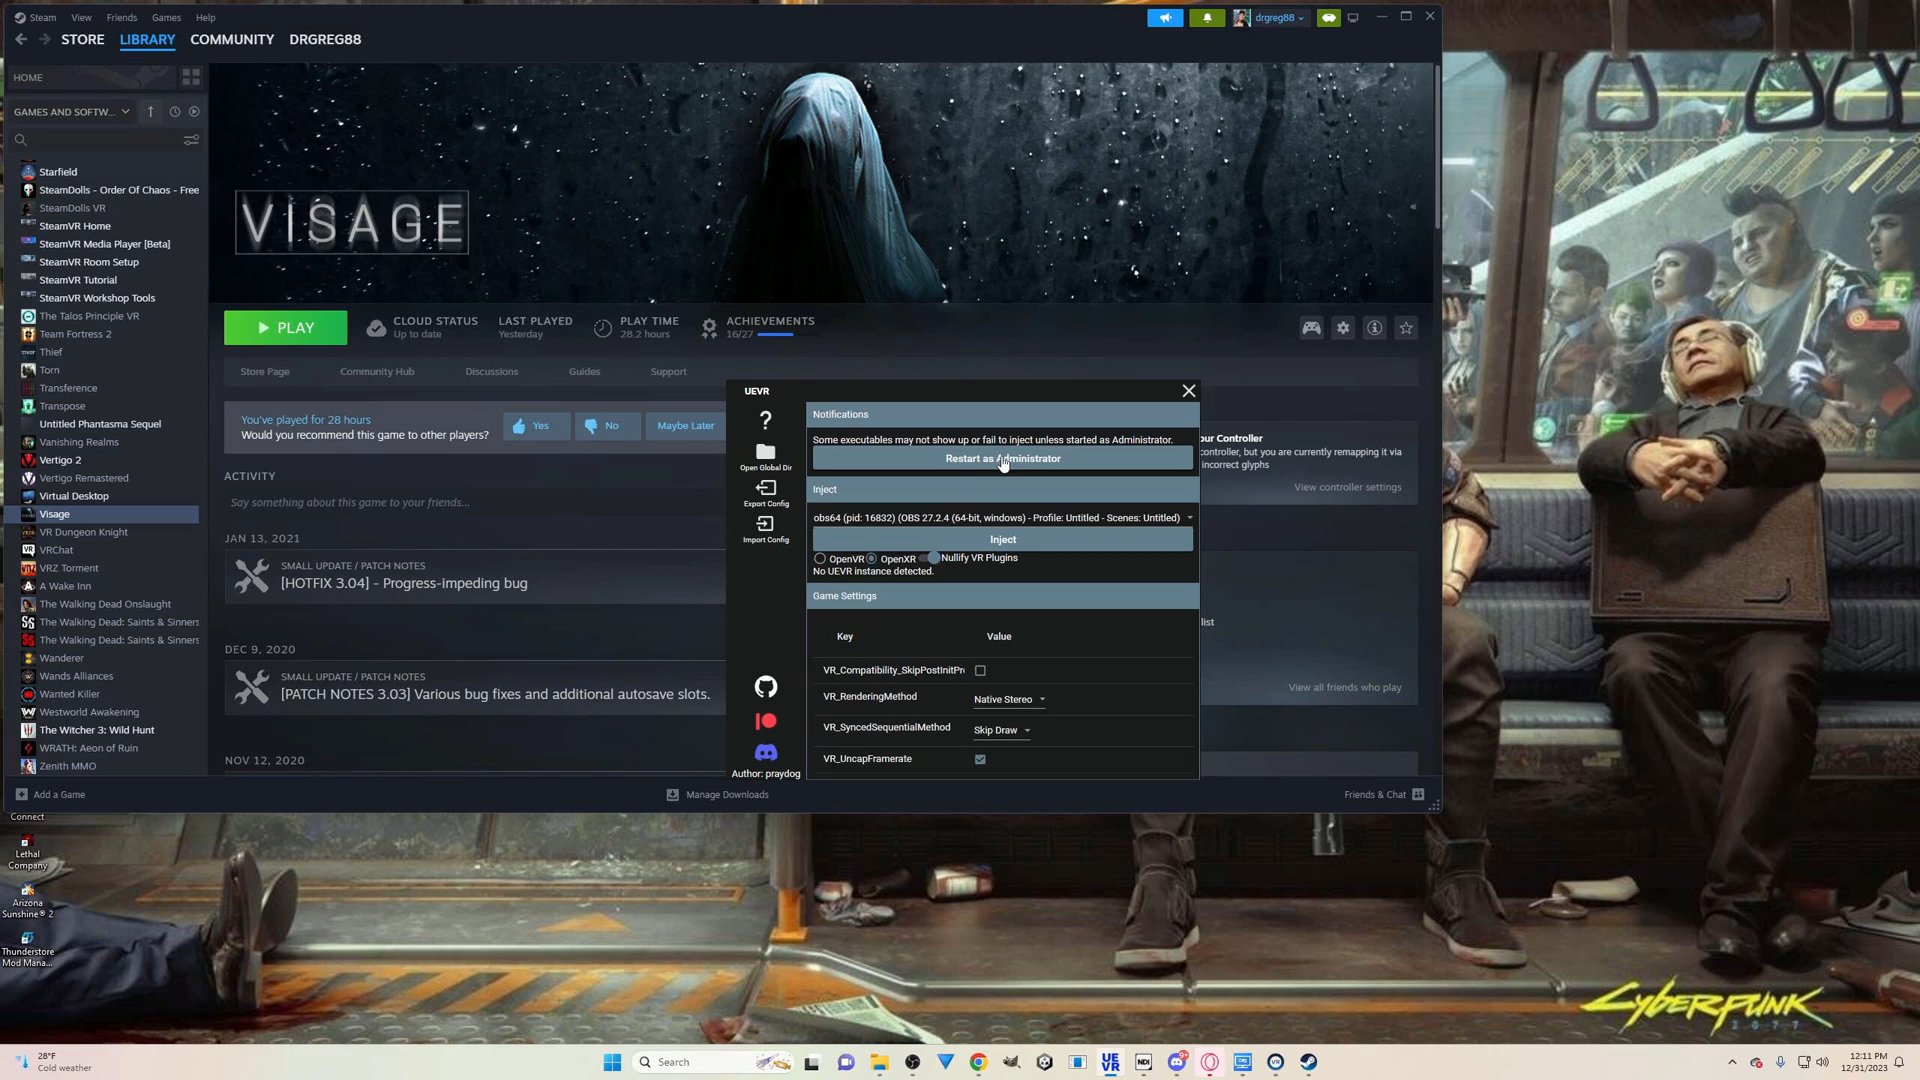 Steam View Friends Games Help
drgreg88
STORE LIBRARY COMMUNITY DRGREG88
HOME
GAMES AND SOFTW...
Starfield
SteamDolls - Order Of Chaos - Free
SteamDolls VR
SteamVR Home
SteamVR Media Player [Beta]
SteamVR Room Setup
SteamVR Tutorial
SteamVR Workshop Tools
The Talos Principle VR
Team Fortress 2
Thief
Torn
Transference
Transpose
Untitled Phantasma Sequel
Vanishing Realms
Vertigo 2
Vertigo Remastered
Virtual Desktop
Visage
VR Dungeon Knight
VRChat
VRZ Torment
A Wake Inn
The Walking Dead Onslaught
The Walking Dead: Saints & Sinners
The Walking Dead: Saints & Sinners
Wanderer
Wands Alliances
Wanted Killer
Westworld Awakening
The Witcher 3: Wild Hunt
WRATH: Aeon of Ruin
Zenith MMO
Add a Game
VISAGE
PLAY
CLOUD STATUS
Up to date
LAST PLAYED
Yesterday
PLAY TIME
28.2 hours
ACHIEVEMENTS
16/27
Store Page Community Hub Discussions Guides Support
You've played for 28 hours
Would you recommend this game to other players?
Yes No Maybe Later
ACTIVITY
Say something about this game to your friends...
JAN 13, 2021
SMALL UPDATE / PATCH NOTES
[HOTFIX 3.04] - Progress-impeding bug
DEC 9, 2020
SMALL UPDATE / PATCH NOTES
[PATCH NOTES 3.03] Various bug fixes and additional autosave slots.
NOV 12, 2020
Manage Downloads
Friends & Chat
our Controller
controller, but you are currently remapping it via
incorrect glyphs
View controller settings
list
View all friends who play
UEVR
Open Global Dir
Export Config
Import Config
Author: praydog
Notifications
Some executables may not show up or fail to inject unless started as Administrator.
Restart as Administrator
Inject
obs64 (pid: 16832) (OBS 27.2.4 (64-bit, windows) - Profile: Untitled - Scenes: Untitled)
Inject
OpenVR OpenXR Nullify VR Plugins
No UEVR instance detected.
Game Settings
Key Value
VR_Compatibility_SkipPostInitPr
VR_RenderingMethod Native Stereo
VR_SyncedSequentialMethod Skip Draw
VR_UncapFramerate
Connect
Lethal
Company
Arizona
Sunshine® 2
Thunderstore
Mod Mana...
CYBERPUNK
2077
28°F
Cold weather
Search
UE
VR
NDI
12:11 PM
12/31/2023